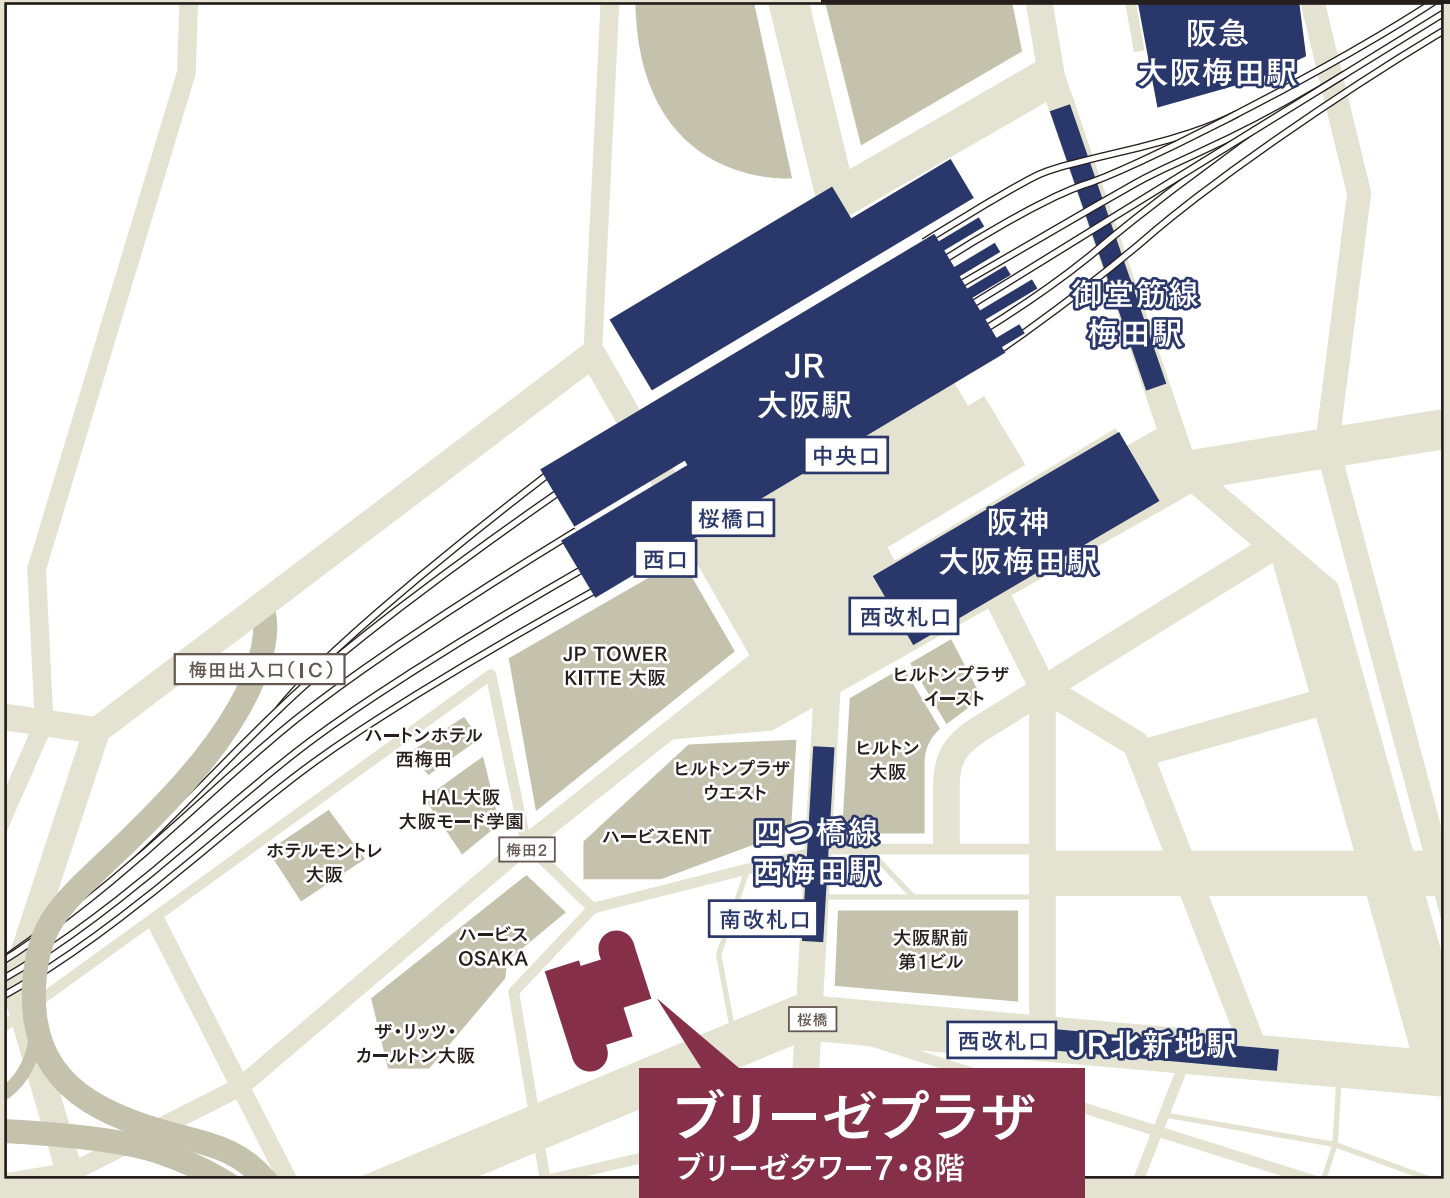 阪急
大阪梅田駅
御堂筋線
梅田駅
JR
大阪駅
中央口
桜橋口
西口
阪神
大阪梅田駅
西改札口
梅田出入口(IC)
JP TOWER
KITTE 大阪
ヒルトンプラザ
イースト
ハートンホテル
西梅田
ヒルトン
大阪
ヒルトンプラザ
ウエスト
HAL大阪
大阪モード学園
ハービスENT
四つ橋線
西梅田駅
梅田2
ホテルモントレ
大阪
南改札口
ハービス
OSAKA
大阪駅前
第1ビル
桜橋
ザ・リッツ・
カールトン大阪
西改札口
JR北新地駅
ブリーゼプラザ
ブリーゼタワー7・8階